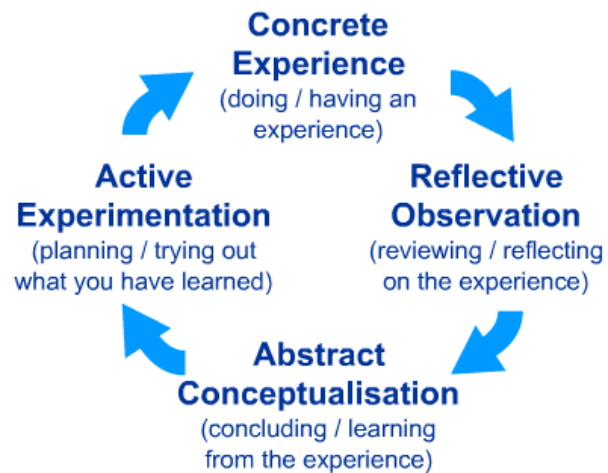 Concrete
Experience
(doing / having an
experience)
Reflective
Observation
(reviewing / reflecting
on the experience)
Abstract
Conceptualisation
(concluding / learning
from the experience)
Active
Experimentation
(planning / trying out
what you have learned)